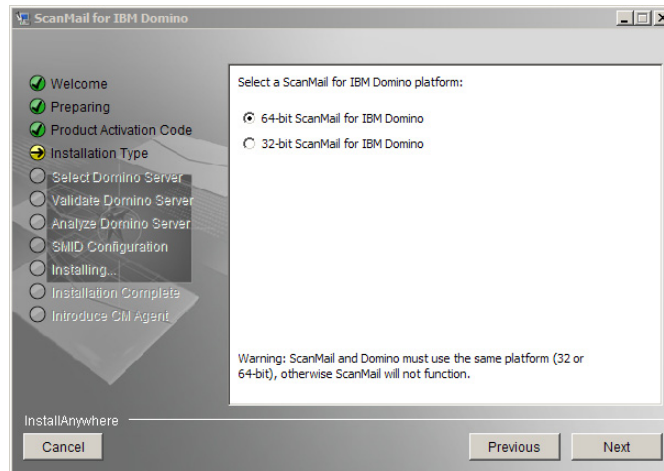 ScanMail for IBM Domino
Welcome
Preparing
Product Activation Code
Installation Type
Select Domino Server
Validate Domino Server
Analyze Domino Server
SMID Configuration
Installing...
Installation Complete
Introduce CM Agent
Select a ScanMail for IBM Domino platform:
64-bit ScanMail for IBM Domino
32-bit ScanMail for IBM Domino
Warning: ScanMail and Domino must use the same platform (32 or
64-bit), otherwise ScanMail will not function.
InstallAnywhere
Cancel
Previous
Next